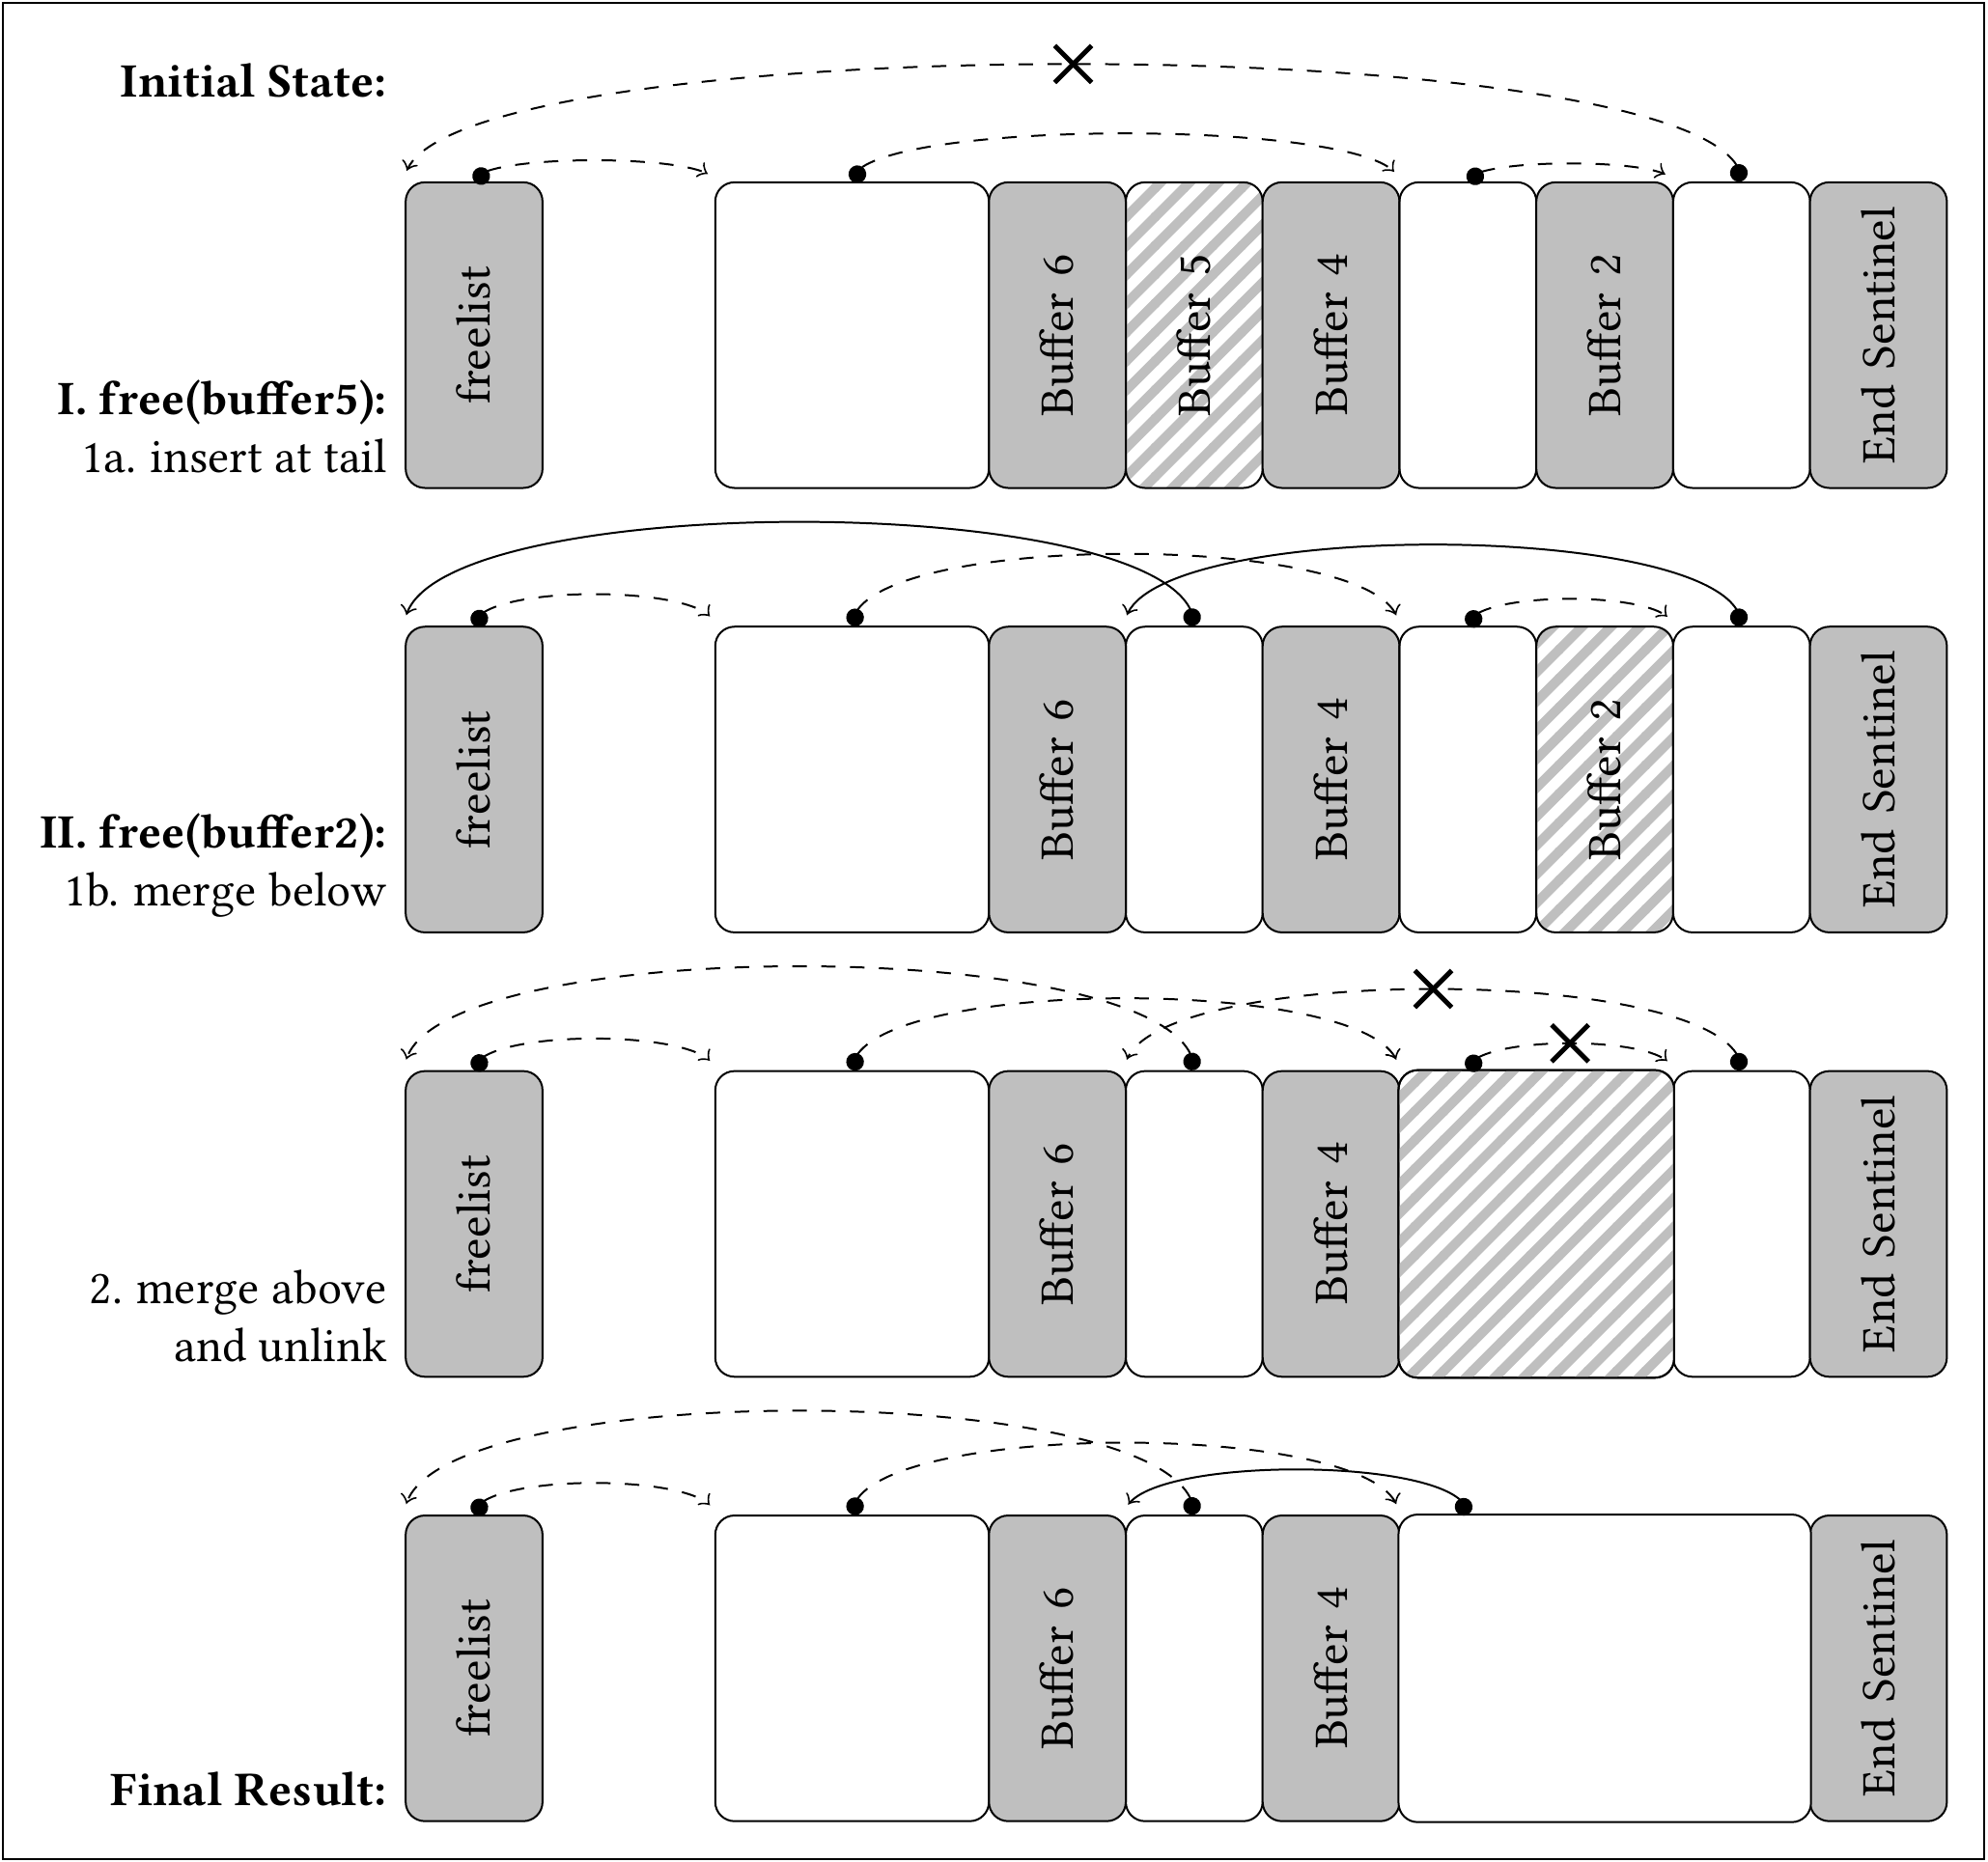 Initial State:
freelist
Buffer 6
Buffer 5
Buffer 4
Buffer 2
End Sentinel
I. free(buffer5):
1a. insert at tail
freelist
Buffer 6
Buffer 4
Buffer 2
End Sentinel
II. free(buffer2):
1b. merge below
freelist
Buffer 6
Buffer 4
End Sentinel
2. merge above
and unlink
freelist
Buffer 6
Buffer 4
End Sentinel
Final Result: